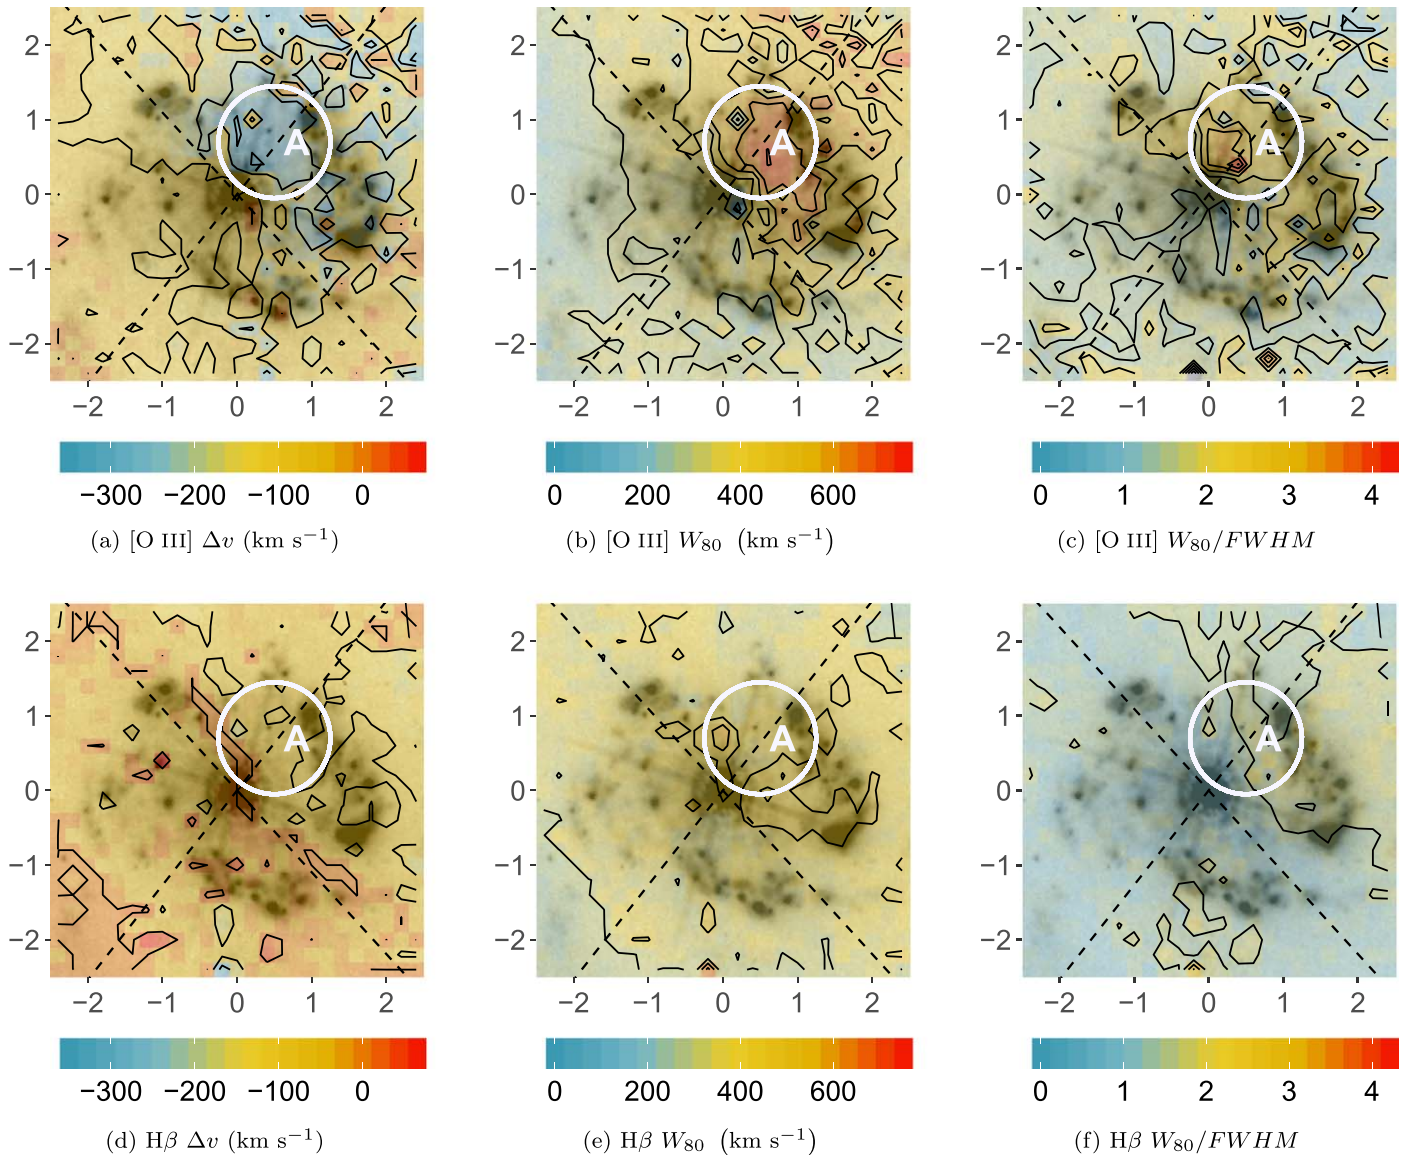 2
1
0
−1
−2
A
−2 −1 0 1 2
−300 −200 −100 0
(a) [O III] Δv (km s⁻¹)
2
1
0
−1
−2
A
−2 −1 0 1 2
0 200 400 600
(b) [O III] W₈₀ (km s⁻¹)
2
1
0
−1
−2
A
−2 −1 0 1 2
0 1 2 3 4
(c) [O III] W₈₀/FWHM
2
1
0
−1
−2
A
−2 −1 0 1 2
−300 −200 −100 0
(d) Hβ Δv (km s⁻¹)
2
1
0
−1
−2
A
−2 −1 0 1 2
0 200 400 600
(e) Hβ W₈₀ (km s⁻¹)
2
1
0
−1
−2
A
−2 −1 0 1 2
0 1 2 3 4
(f) Hβ W₈₀/FWHM